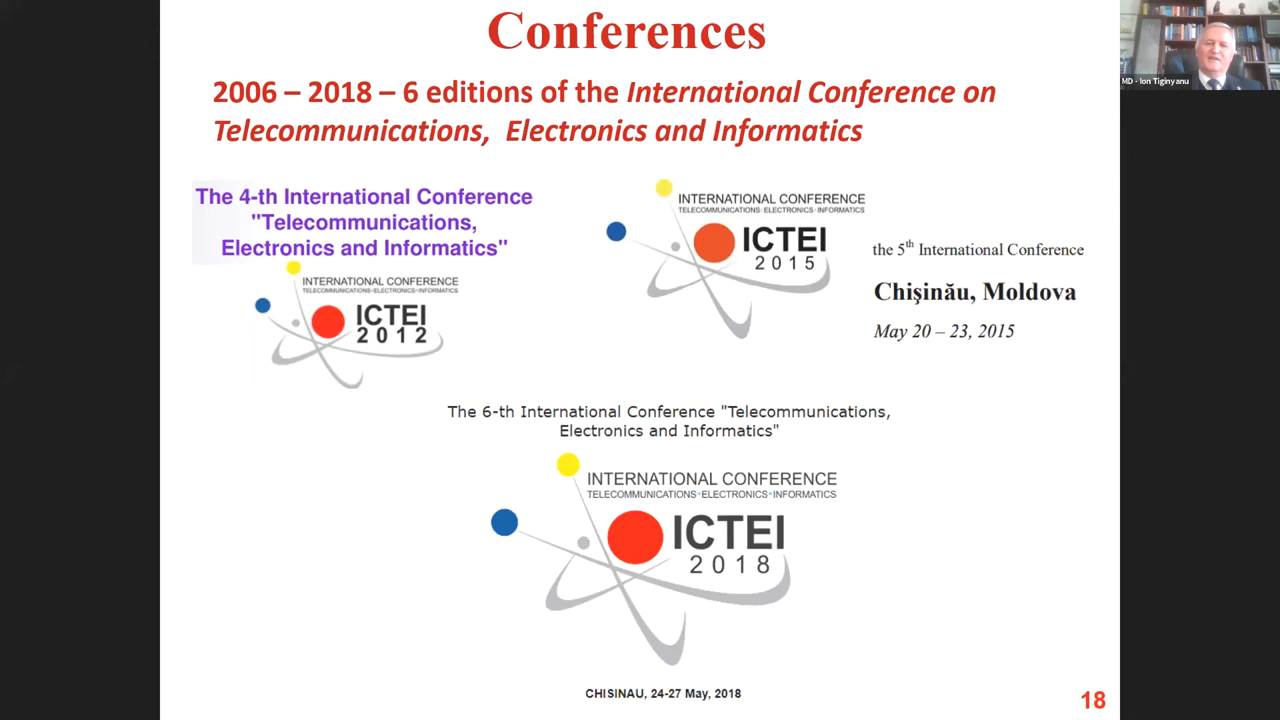 Conferences
2006 – 2018 – 6 editions of the International Conference on
Telecommunications, Electronics and Informatics
The 4-th International Conference
"Telecommunications,
Electronics and Informatics"
INTERNATIONAL CONFERENCE
TELECOMMUNICATIONS•ELECTRONICS•INFORMATICS
ICTEI
2012
INTERNATIONAL CONFERENCE
TELECOMMUNICATIONS•ELECTRONICS•INFORMATICS
ICTEI
2015
the 5th International Conference
Chişinău, Moldova
May 20 – 23, 2015
The 6-th International Conference "Telecommunications,
Electronics and Informatics"
INTERNATIONAL CONFERENCE
TELECOMMUNICATIONS•ELECTRONICS•INFORMATICS
ICTEI
2018
CHISINAU, 24-27 May, 2018
18
MD - Ion Tiginyanu